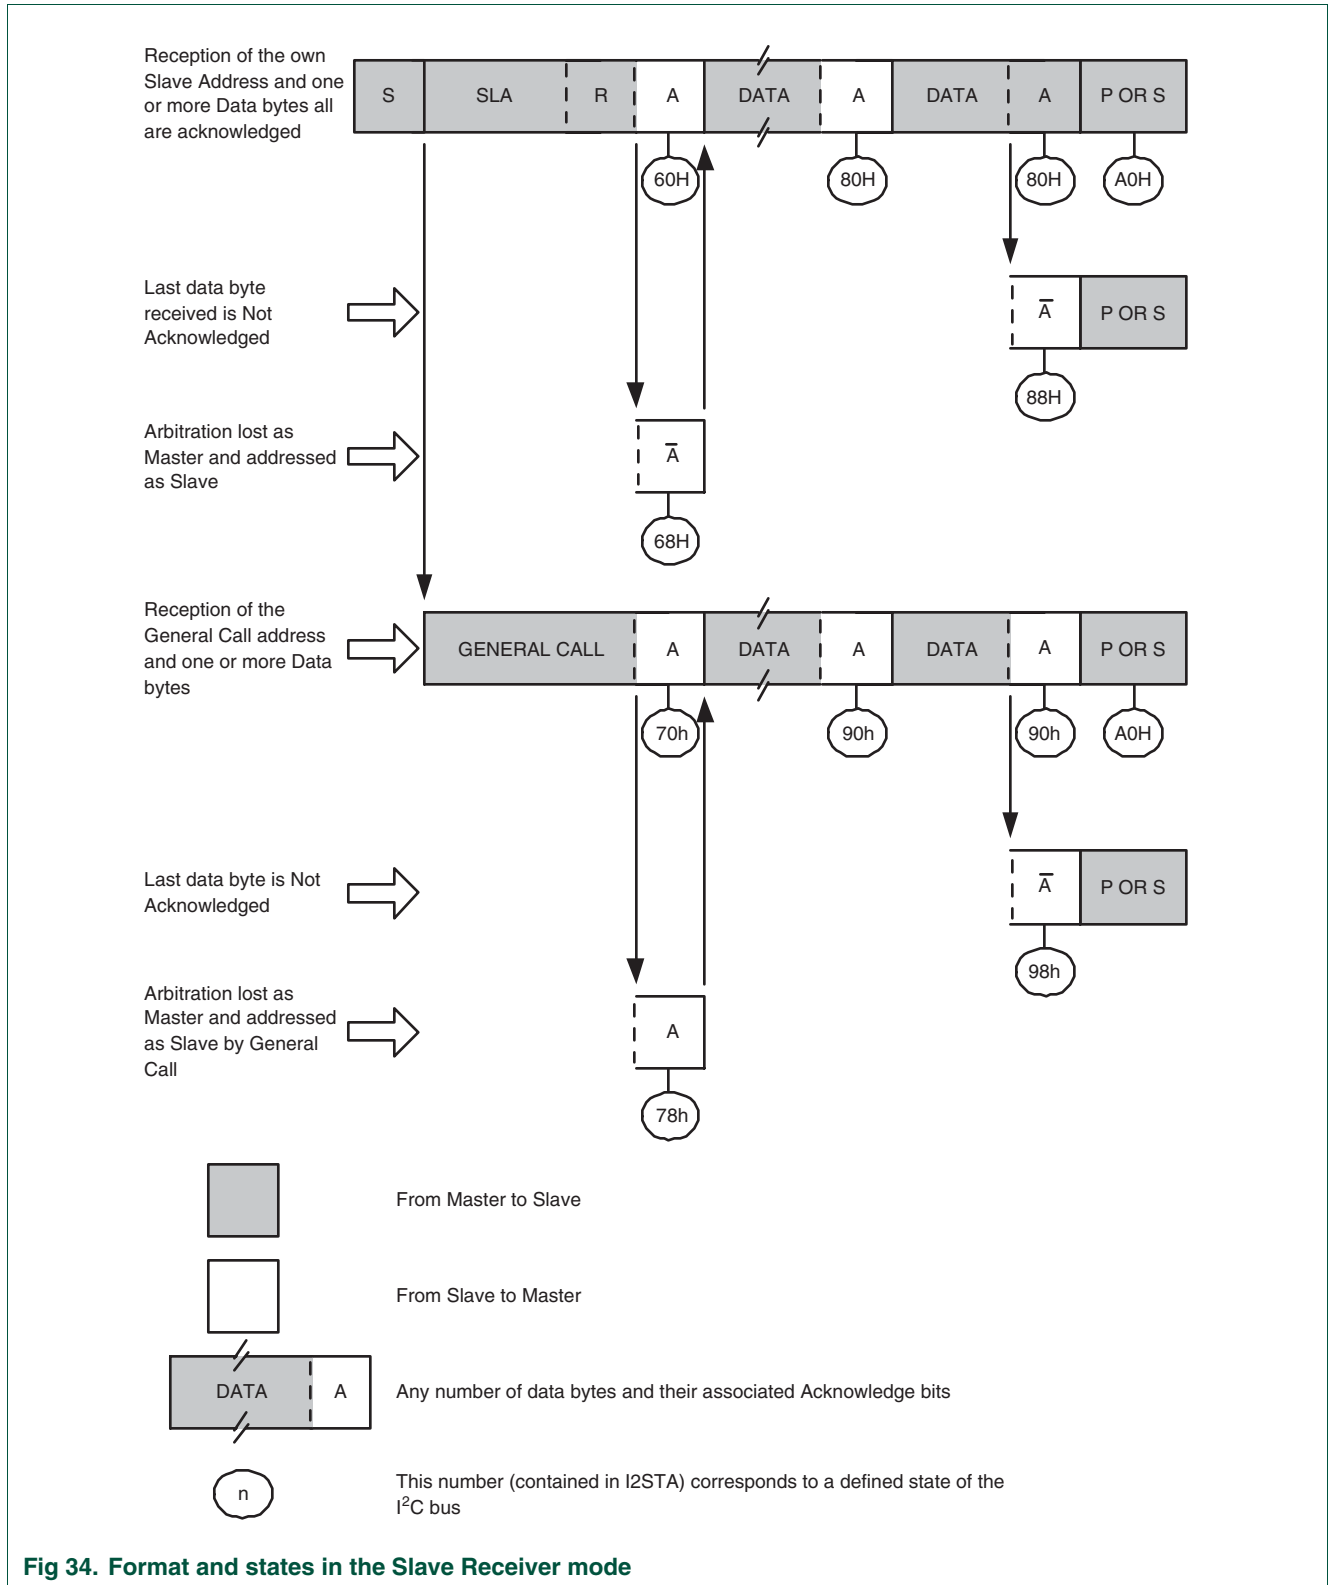 Reception of the own
Slave Address and one
or more Data bytes all
are acknowledged
S SLA R A DATA A DATA A P OR S
60H 80H 80H A0H
Last data byte
received is Not
Acknowledged
A̅ P OR S
88H
Arbitration lost as
Master and addressed
as Slave
A̅
68H
Reception of the
General Call address
and one or more Data
bytes
GENERAL CALL A DATA A DATA A P OR S
70h 90h 90h A0H
Last data byte is Not
Acknowledged
A̅ P OR S
98h
Arbitration lost as
Master and addressed
as Slave by General
Call
A
78h
From Master to Slave
From Slave to Master
DATA A
Any number of data bytes and their associated Acknowledge bits
n
This number (contained in I2STA) corresponds to a defined state of the
I²C bus
Fig 34. Format and states in the Slave Receiver mode